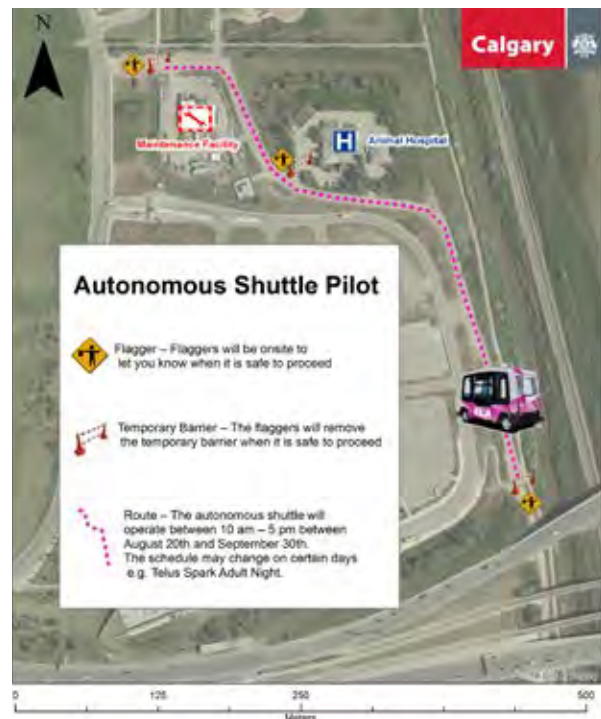 N
Calgary
H
Animal Hospital
Maintenance Facility
Autonomous Shuttle Pilot
Flagger – Flaggers will be onsite to
let you know when it is safe to proceed
Temporary Barrier – The flaggers will remove
the temporary barrier when it is safe to proceed
Route – The autonomous shuttle will
operate between 10 am – 5 pm between
August 20th and September 30th.
The schedule may change on certain days
e.g. Telus Spark Adult Night.
ELA
0 125 250 500
Meters